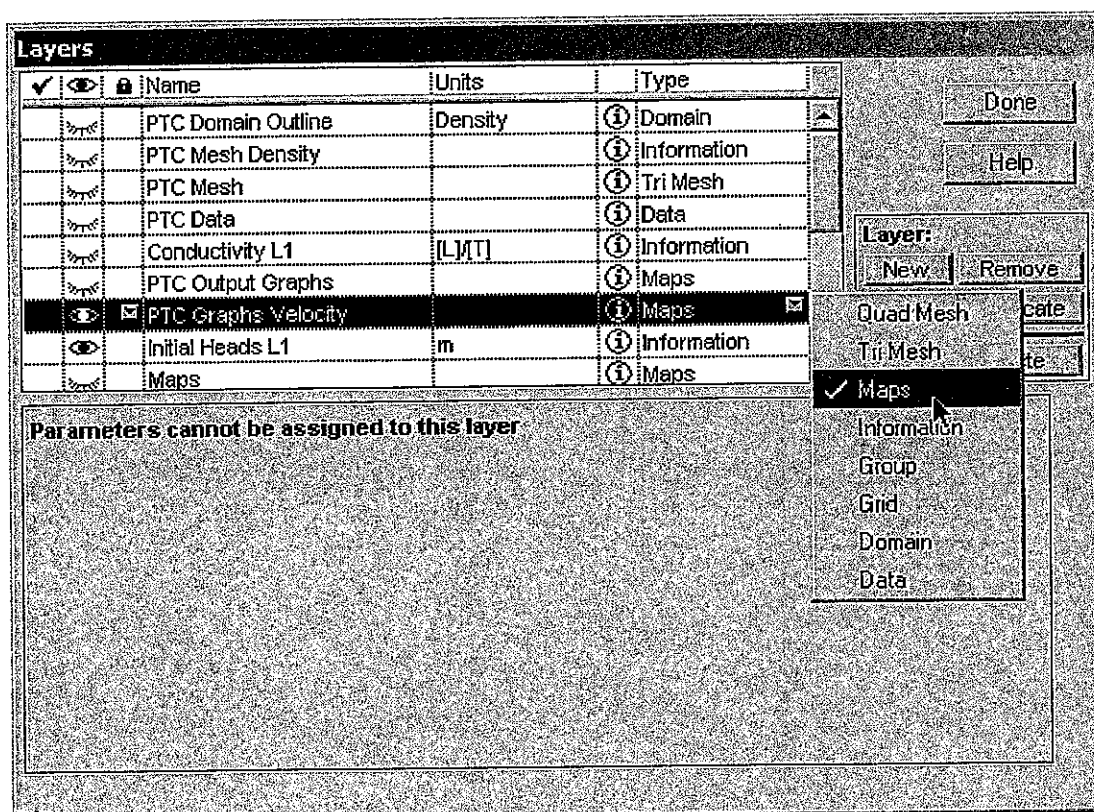 Layers
Name Units Type
PTC Domain Outline Density Domain
PTC Mesh Density Information
PTC Mesh Tri Mesh
PTC Data Data
Conductivity L1 [L]/[T] Information
PTC Output Graphs Maps
PTC Graphs Velocity Maps
Initial Heads L1 m Information
Maps Maps
Done
Help
Layer:
New Remove
cate
te
Quad Mesh
Tri Mesh
Maps
Information
Group
Grid
Domain
Data
Parameters cannot be assigned to this layer